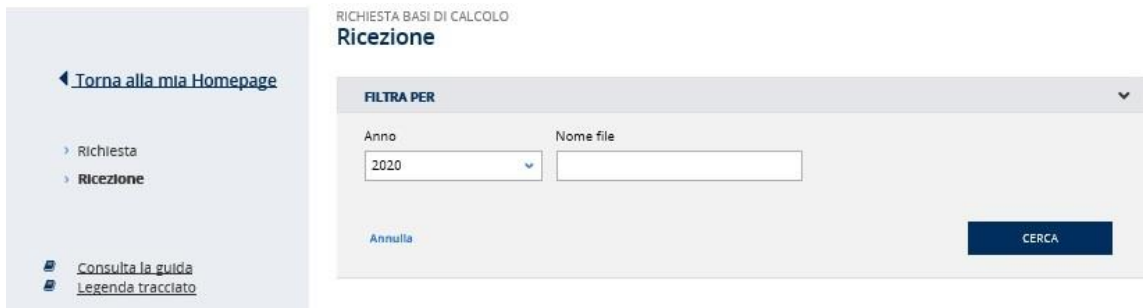 Torna alla mia Homepage
Richiesta
Ricezione
Consulta la guida
Legenda tracciato
RICHIESTA BASI DI CALCOLO
Ricezione
FILTRA PER
Anno Nome file
2020
Annulla CERCA